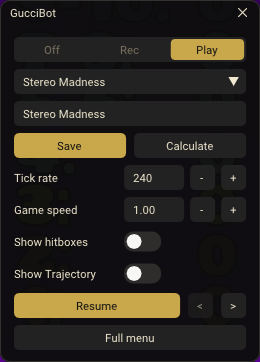 GucciBot
Off Rec Play
Stereo Madness
Stereo Madness
Save Calculate
Tick rate 240 - +
Game speed 1.00 - +
Show hitboxes
Show Trajectory
Resume < >
Full menu